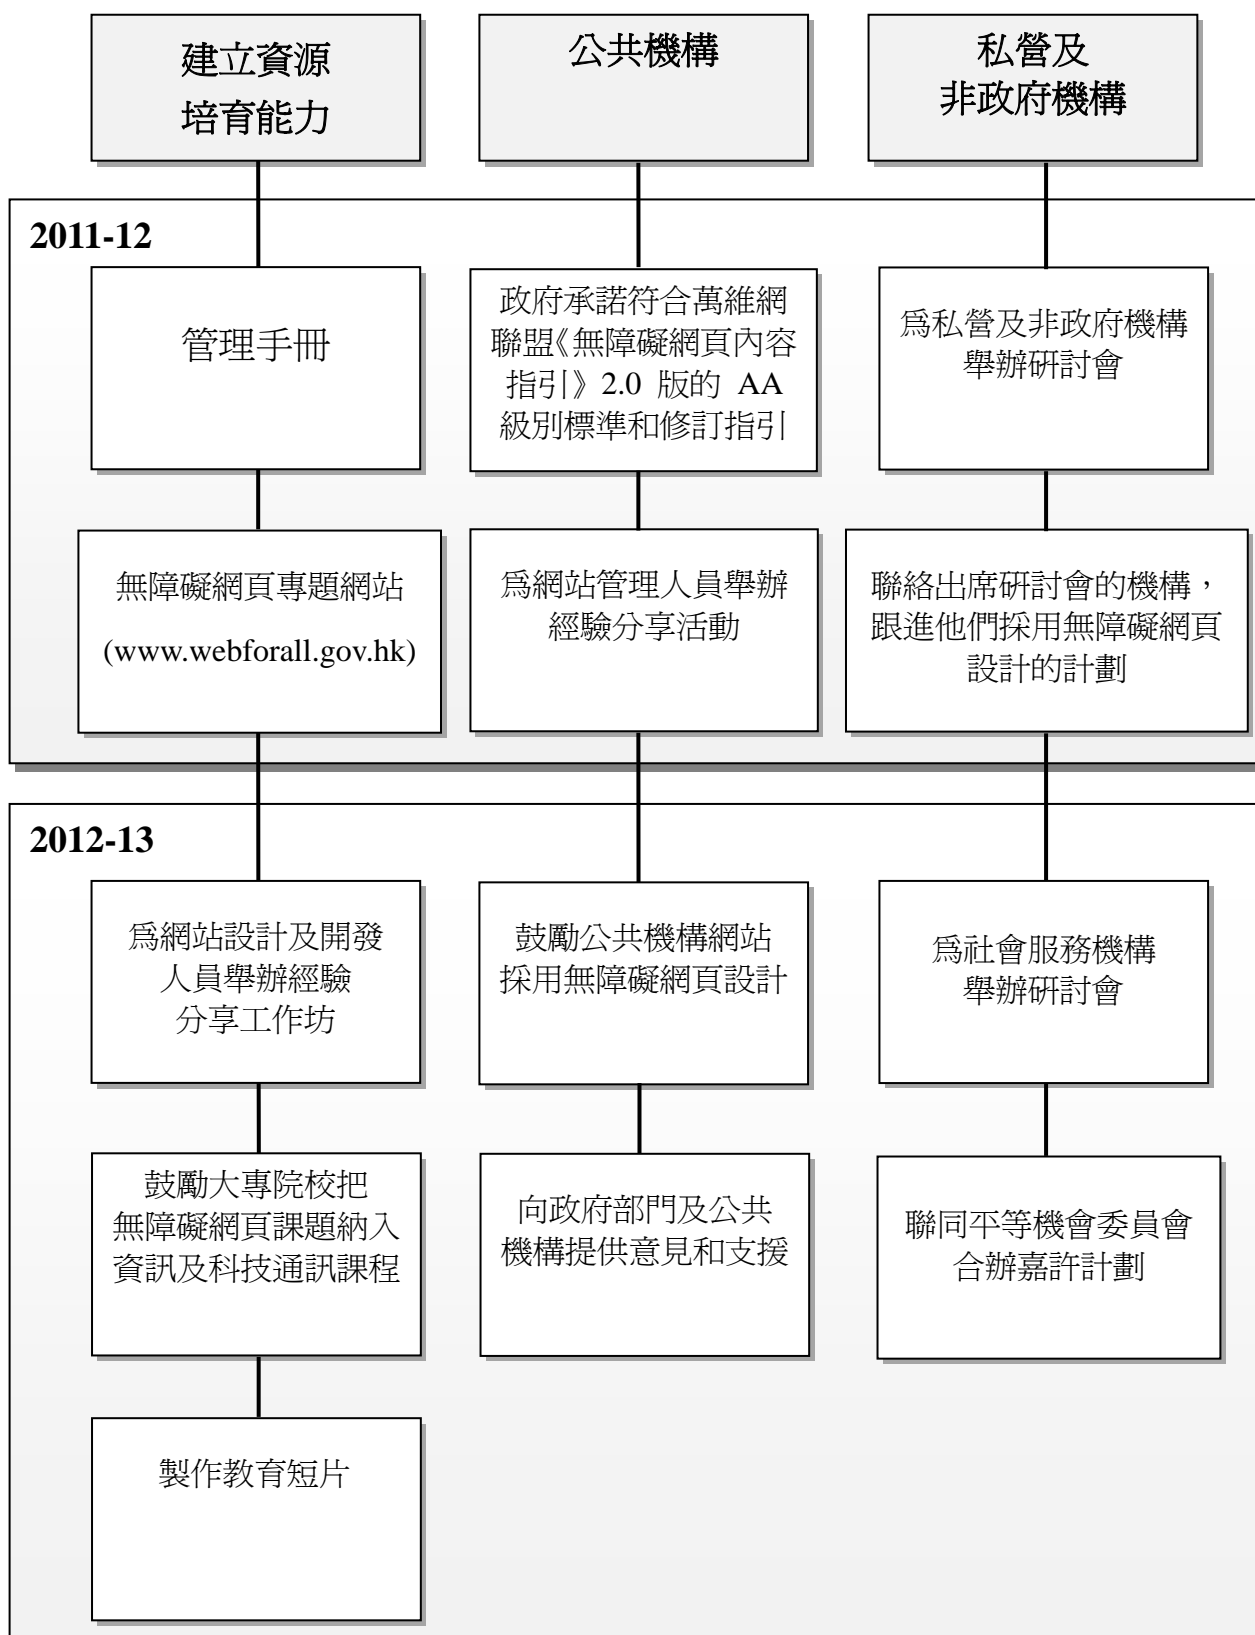 建立資源
培育能力
公共機構
私營及
非政府機構
2011-12
管理手冊
政府承諾符合萬維網
聯盟《無障礙網頁內容
指引》2.0 版的 AA
級別標準和修訂指引
為私營及非政府機構
舉辦研討會
無障礙網頁專題網站
(www.webforall.gov.hk)
為網站管理人員舉辦
經驗分享活動
聯絡出席研討會的機構，
跟進他們採用無障礙網頁
設計的計劃
2012-13
為網站設計及開發
人員舉辦經驗
分享工作坊
鼓勵公共機構網站
採用無障礙網頁設計
為社會服務機構
舉辦研討會
鼓勵大專院校把
無障礙網頁課題納入
資訊及科技通訊課程
向政府部門及公共
機構提供意見和支援
聯同平等機會委員會
合辦嘉許計劃
製作教育短片